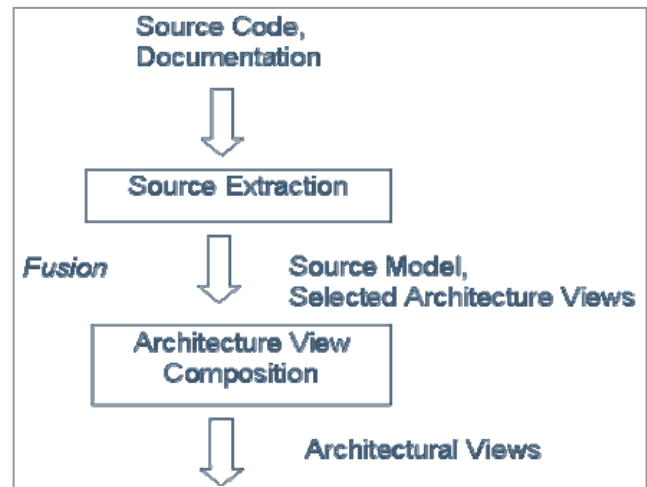 Source Code,
Documentation
Source Extraction
Fusion
Source Model,
Selected Architecture Views
Architecture View
Composition
Architectural Views